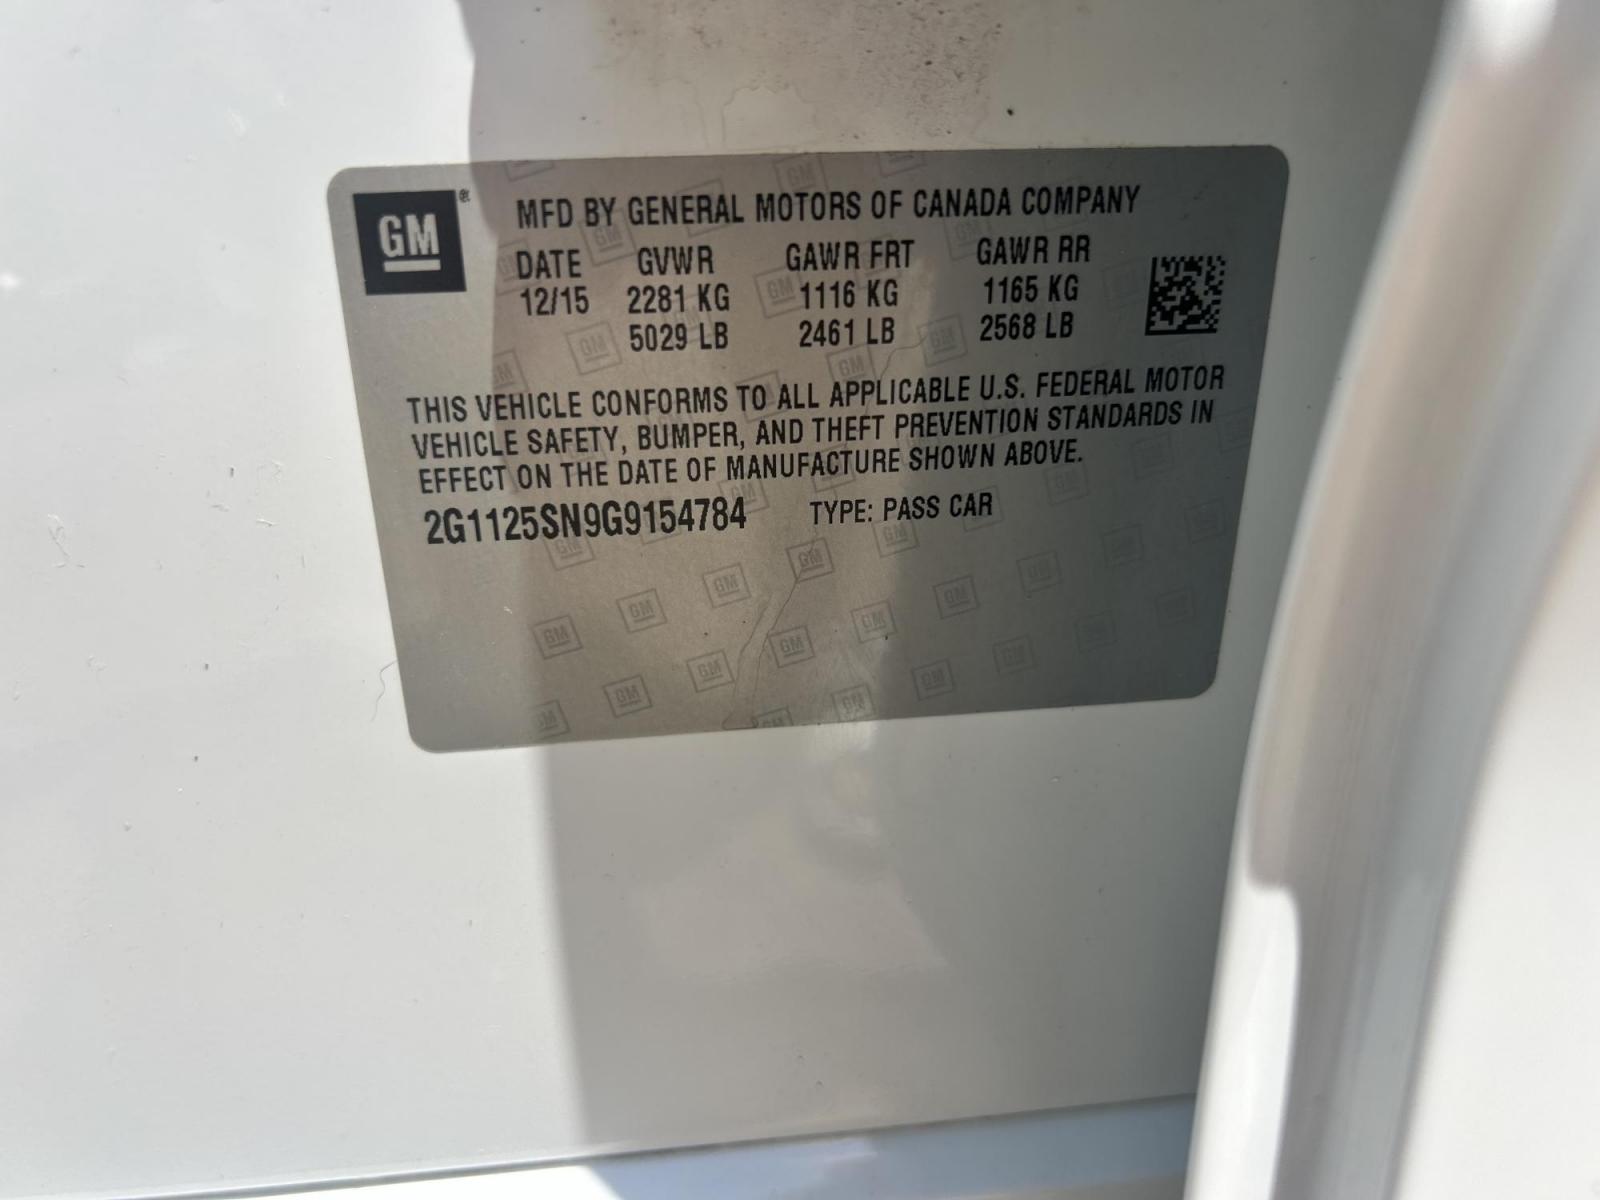 GM®
MFD BY GENERAL MOTORS OF CANADA COMPANY
DATE GVWR GAWR FRT GAWR RR
12/15 2281 KG 1116 KG 1165 KG
5029 LB 2461 LB 2568 LB
THIS VEHICLE CONFORMS TO ALL APPLICABLE U.S. FEDERAL MOTOR
VEHICLE SAFETY, BUMPER, AND THEFT PREVENTION STANDARDS IN
EFFECT ON THE DATE OF MANUFACTURE SHOWN ABOVE.
2G1125SN9G9154784 TYPE: PASS CAR